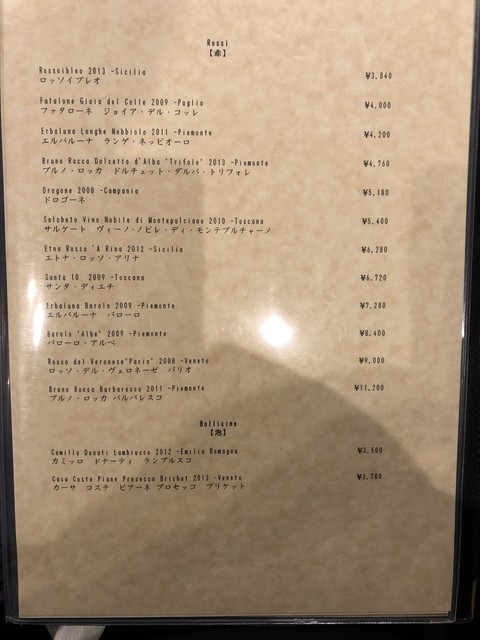 Rossi
【赤】
Rossoibleo 2013 -Sicilia ¥3,840
ロッソイブレオ
Fatalone Gioia del Colle 2009 -Puglia ¥4,000
ファタローネ ジョイア・デル・コッレ
Erbaluna Langhe Nebbiolo 2011 -Piemonte ¥4,200
エルバルーナ ランゲ・ネッビオーロ
Bruno Rocca Dolcetto d'Alba "Trifole" 2013 -Piemonte ¥4,760
ブルノ・ロッカ ドルチェット・ダルバ・トリフォレ
Drogone 2008 -Campania ¥5,180
ドロゴーネ
Salcheto Vino Nobile di Montepulciano 2010 -Toscana ¥5,400
サルケート ヴィーノ・ノビレ・ディ・モンテプルチャーノ
Etna Rosso 'A Rina 2012 -Sicilia ¥6,280
エトナ・ロッソ・アリナ
Santa 10 2009 -Toscana ¥6,720
サンタ・ディエチ
Erbaluna Barolo 2009 -Piemonte ¥7,280
エルバルーナ バローロ
Barolo "Albe" 2009 -Piemonte ¥8,400
バローロ・アルベ
Rosso del Veronese"Pario" 2008 -Veneto ¥9,000
ロッソ・デル・ヴェロネーゼ パリオ
Bruno Rocca Barbaresco 2011 -Piemonte ¥11,200
ブルノ・ロッカ バルバレスコ
Bollicine
【泡】
Camillo Donati Lambrusco 2012 -Emilia Romagna ¥3,500
カミッロ ドナーティ ランブルスコ
Casa Coste Piane Prosecco Brichet 2013 -Veneto ¥3,780
カーサ コステ ピアーネ プロセッコ ブリケット